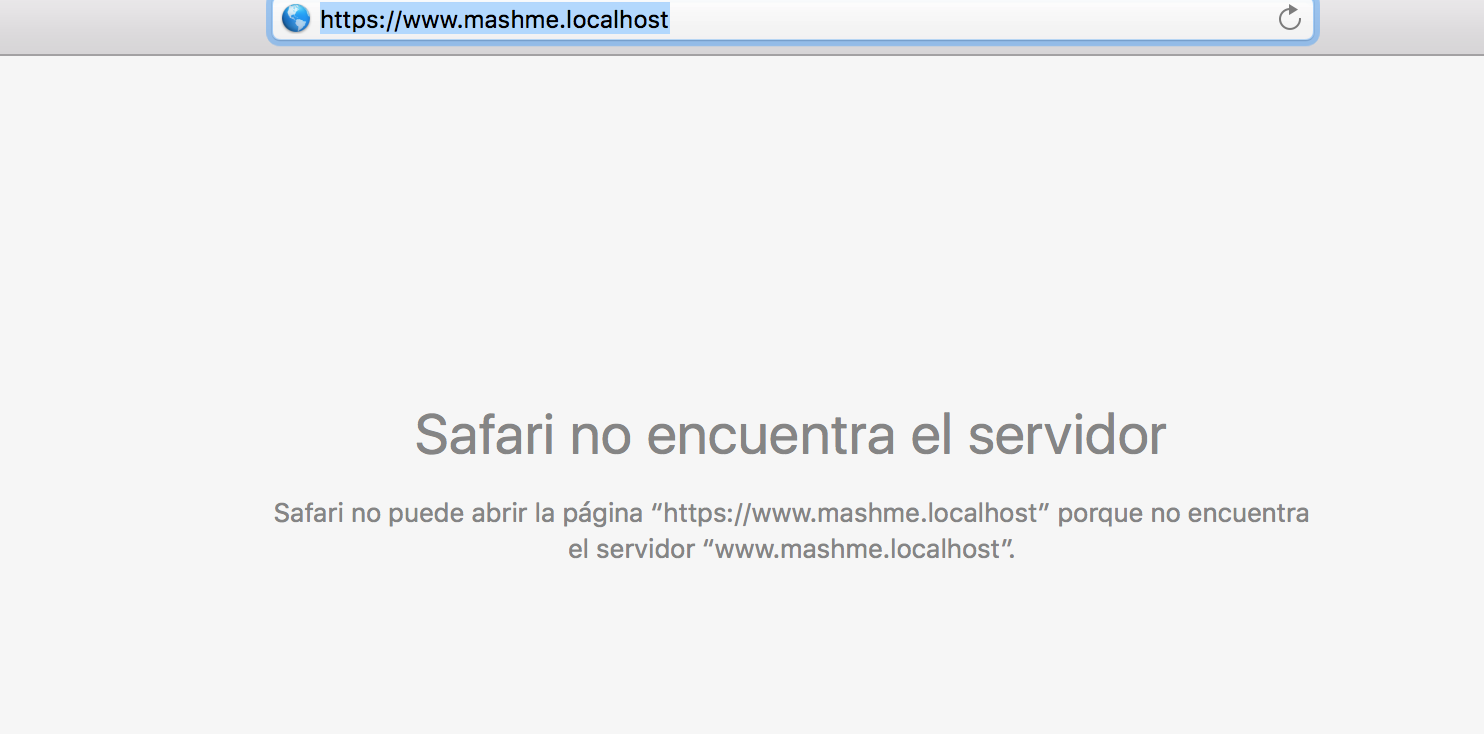 https://www.mashme.localhost
Safari no encuentra el servidor
Safari no puede abrir la página “https://www.mashme.localhost” porque no encuentra
el servidor “www.mashme.localhost”.